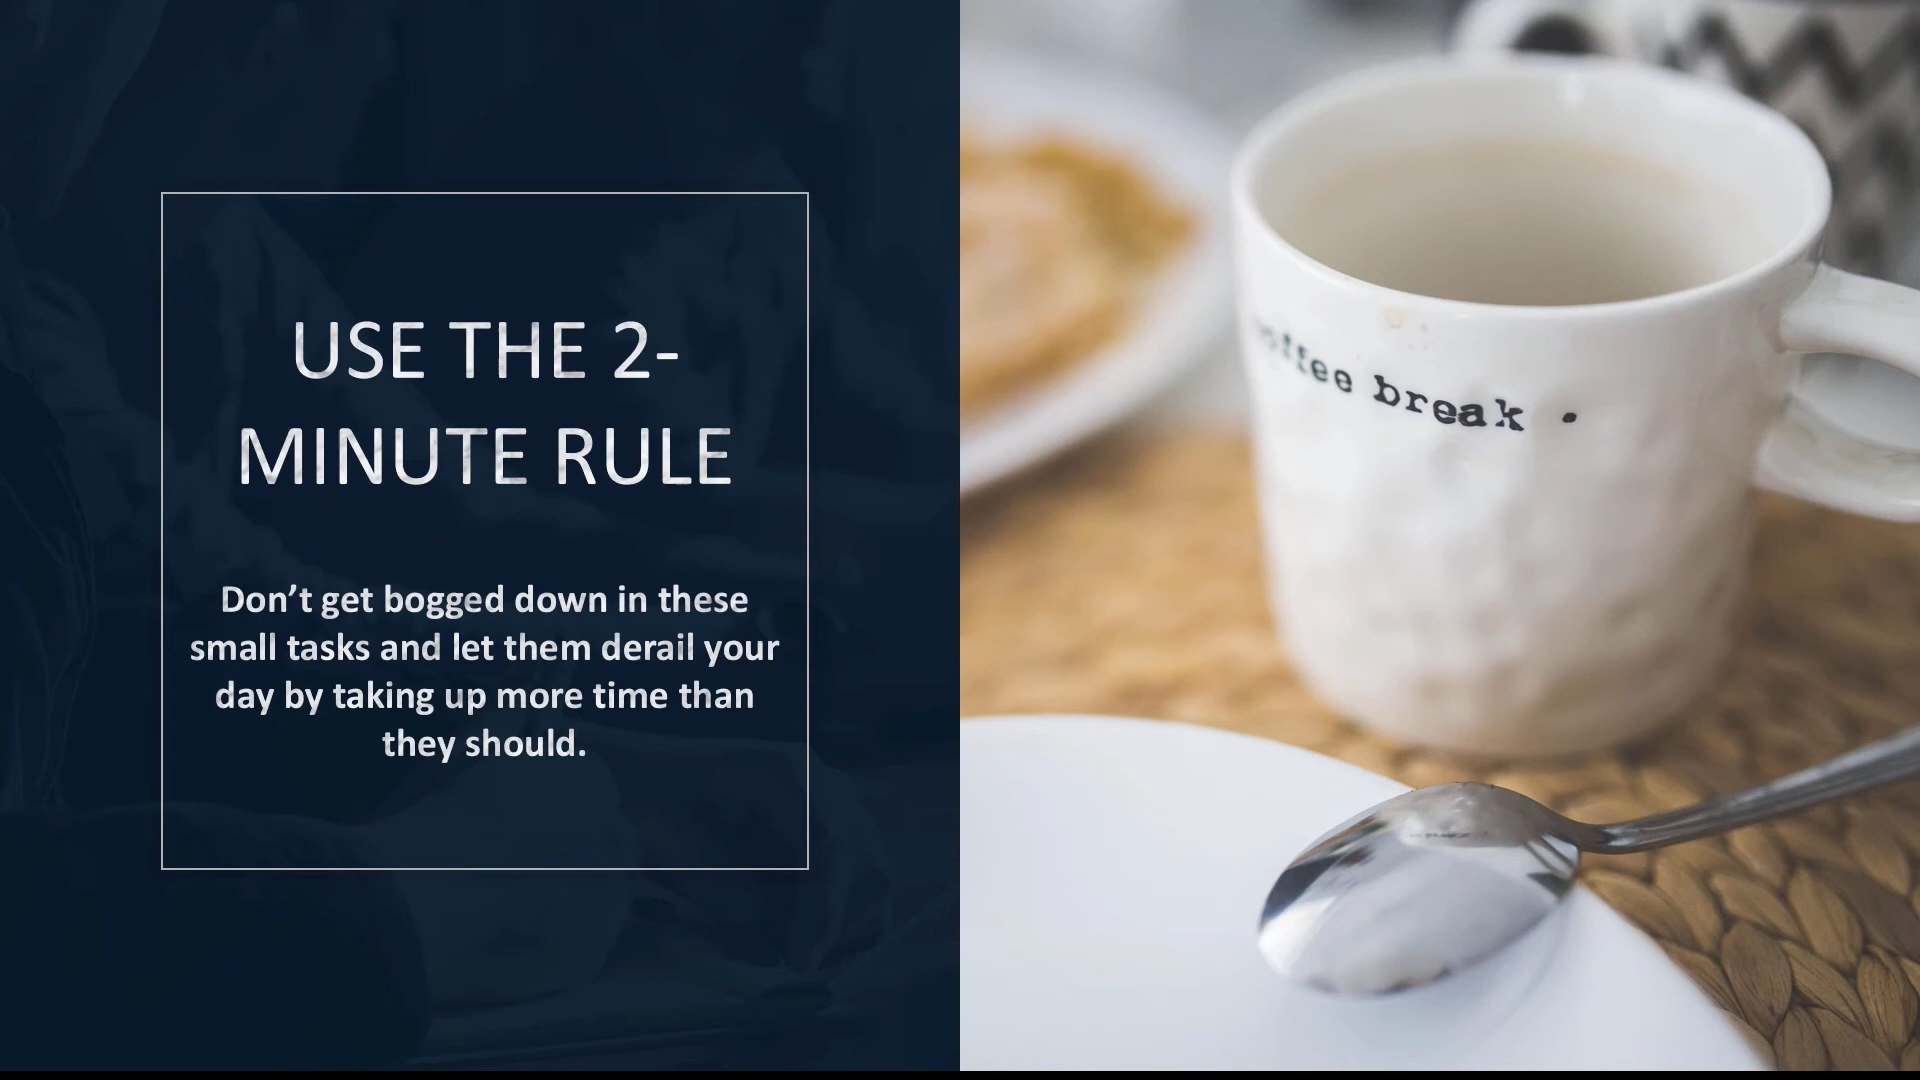 USE THE 2-
MINUTE RULE
Don’t get bogged down in these
small tasks and let them derail your
day by taking up more time than
they should.
coffee break •